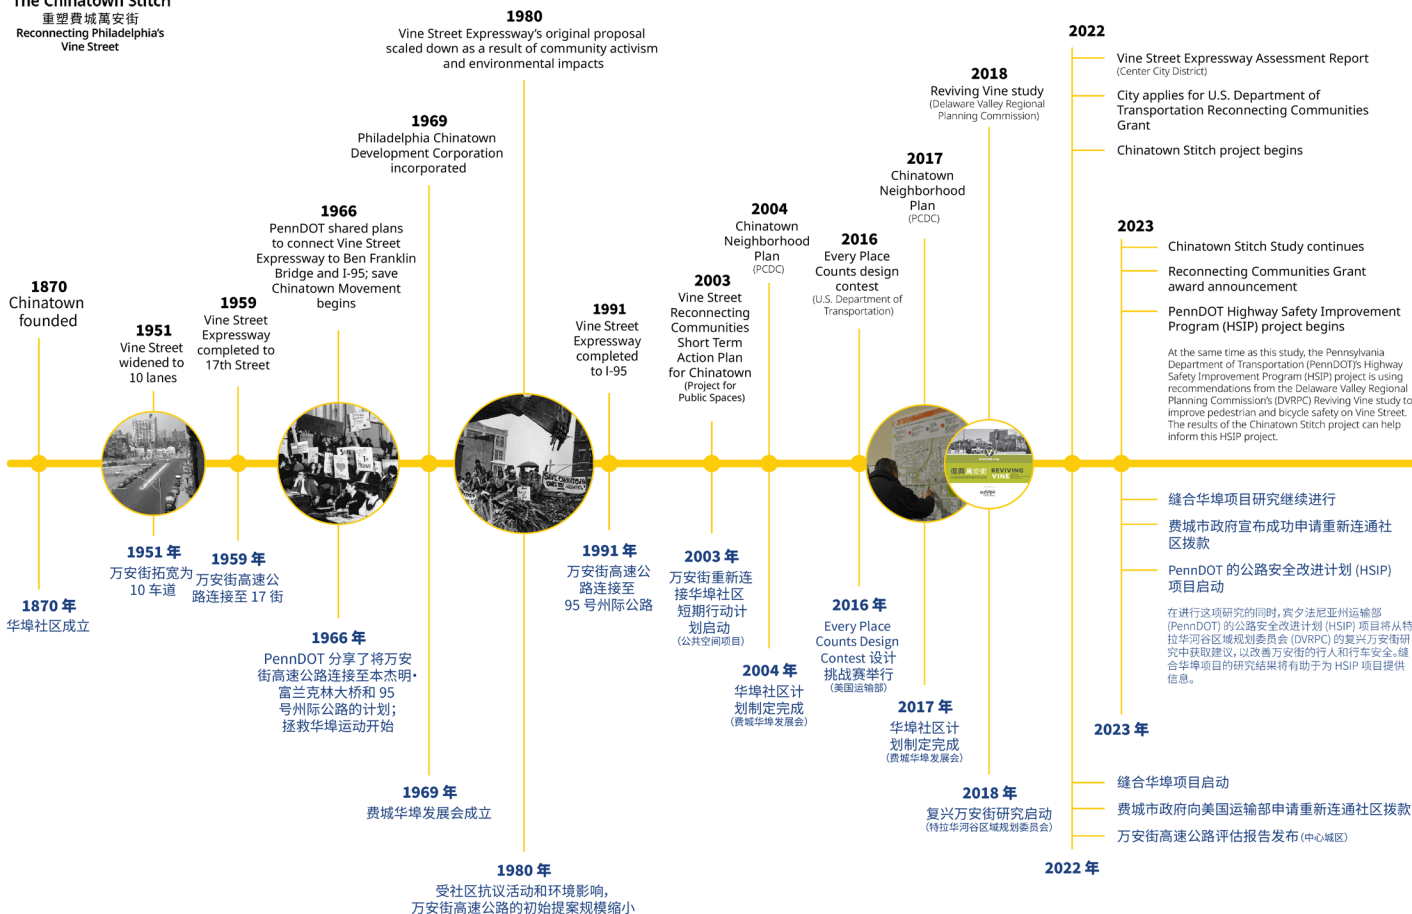 The Chinatown Stitch
重塑費城萬安街
Reconnecting Philadelphia's
Vine Street
1870
Chinatown
founded
1951
Vine Street
widened to
10 lanes
1959
Vine Street
Expressway
completed to
17th Street
1966
PennDOT shared plans
to connect Vine Street
Expressway to Ben Franklin
Bridge and I-95; save
Chinatown Movement
begins
1969
Philadelphia Chinatown
Development Corporation
incorporated
1980
Vine Street Expressway's original proposal
scaled down as a result of community activism
and environmental impacts
1991
Vine Street
Expressway
completed
to I-95
2003
Vine Street
Reconnecting
Communities
Short Term
Action Plan
for Chinatown
(Project for
Public Spaces)
2004
Chinatown
Neighborhood
Plan
(PCDC)
2016
Every Place
Counts design
contest
(U.S. Department of
Transportation)
2017
Chinatown
Neighborhood
Plan
(PCDC)
2018
Reviving Vine study
(Delaware Valley Regional
Planning Commission)
2022
Vine Street Expressway Assessment Report
(Center City District)
City applies for U.S. Department of
Transportation Reconnecting Communities
Grant
Chinatown Stitch project begins
2023
Chinatown Stitch Study continues
Reconnecting Communities Grant
award announcement
PennDOT Highway Safety Improvement
Program (HSIP) project begins
At the same time as this study, the Pennsylvania
Department of Transportation (PennDOT)'s Highway
Safety Improvement Program (HSIP) project is using
recommendations from the Delaware Valley Regional
Planning Commission's (DVRPC) Reviving Vine study to
improve pedestrian and bicycle safety on Vine Street.
The results of the Chinatown Stitch project can help
inform this HSIP project.
復興萬安街 REVIVING
VINE
1870 年
华埠社区成立
1951 年
万安街拓宽为
10 车道
1959 年
万安街高速公
路连接至 17 街
1966 年
PennDOT 分享了将万安
街高速公路连接至本杰明·
富兰克林大桥和 95
号州际公路的计划；
拯救华埠运动开始
1969 年
费城华埠发展会成立
1980 年
受社区抗议活动和环境影响，
万安街高速公路的初始提案规模缩小
1991 年
万安街高速公
路连接至
95 号州际公路
2003 年
万安街重新连
接华埠社区
短期行动计
划启动
（公共空间项目）
2004 年
华埠社区计
划制定完成
（费城华埠发展会）
2016 年
Every Place
Counts Design
Contest 设计
挑战赛举行
（美国运输部）
2017 年
华埠社区计
划制定完成
（费城华埠发展会）
2018 年
复兴万安街研究启动
（特拉华河谷区域规划委员会）
缝合华埠项目研究继续进行
费城市政府宣布成功申请重新连通社
区拨款
PennDOT 的公路安全改进计划 (HSIP)
项目启动
在进行这项研究的同时，宾夕法尼亚州运输部
(PennDOT) 的公路安全改进计划 (HSIP) 项目将从特
拉华河谷区域规划委员会 (DVRPC) 的复兴万安街研
究中获取建议，以改善万安街的行人和行车安全。缝
合华埠项目的研究结果将有助于为 HSIP 项目提供
信息。
2023 年
缝合华埠项目启动
费城市政府向美国运输部申请重新连通社区拨款
万安街高速公路评估报告发布（中心城区）
2022 年